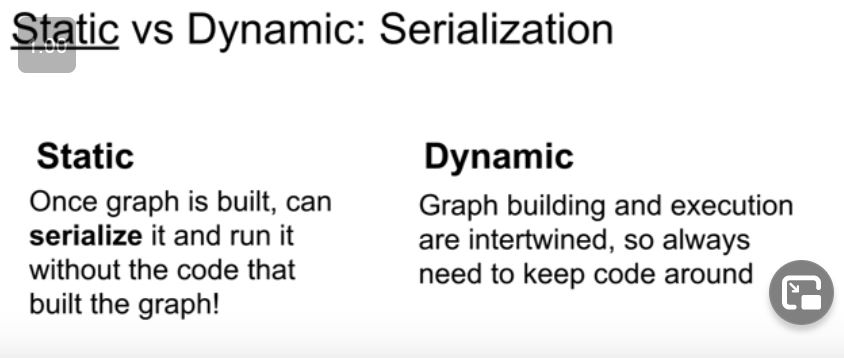 Static vs Dynamic: Serialization
1.00
Static
Once graph is built, can
serialize it and run it
without the code that
built the graph!
Dynamic
Graph building and execution
are intertwined, so always
need to keep code around